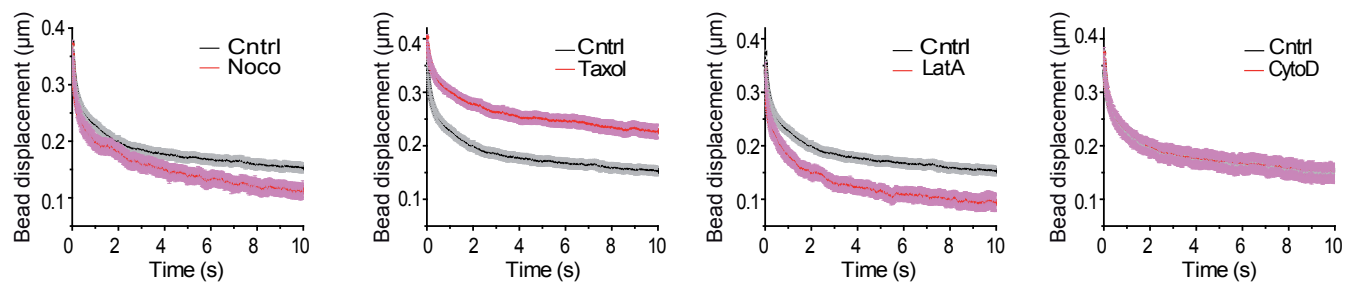 Bead displacement (μm)
0.4
0.3
0.2
0.1
Cntrl
Noco
0 2 4 6 8 10
Time (s)
Bead displacement (μm)
0.4
0.3
0.2
0.1
Cntrl
Taxol
0 2 4 6 8 10
Time (s)
Bead displacement (μm)
0.4
0.3
0.2
0.1
Cntrl
LatA
0 2 4 6 8 10
Time (s)
Bead displacement (μm)
0.4
0.3
0.2
0.1
Cntrl
CytoD
0 2 4 6 8 10
Time (s)